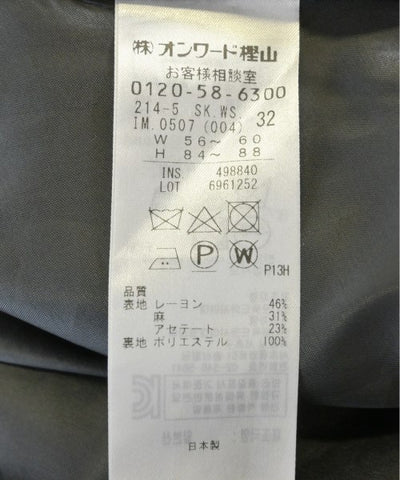 ㈱オンワード樫山
お客様相談室
0120-58-6300
214-5 SK.WS.
IM.0507 (004) 32
W 56～ 60
H 84～ 88
INS 498840
LOT 6961252
P W P13H
品質
表地 レーヨン 46%
麻 31%
アセテート 23%
裏地 ポリエステル 100%
日本製